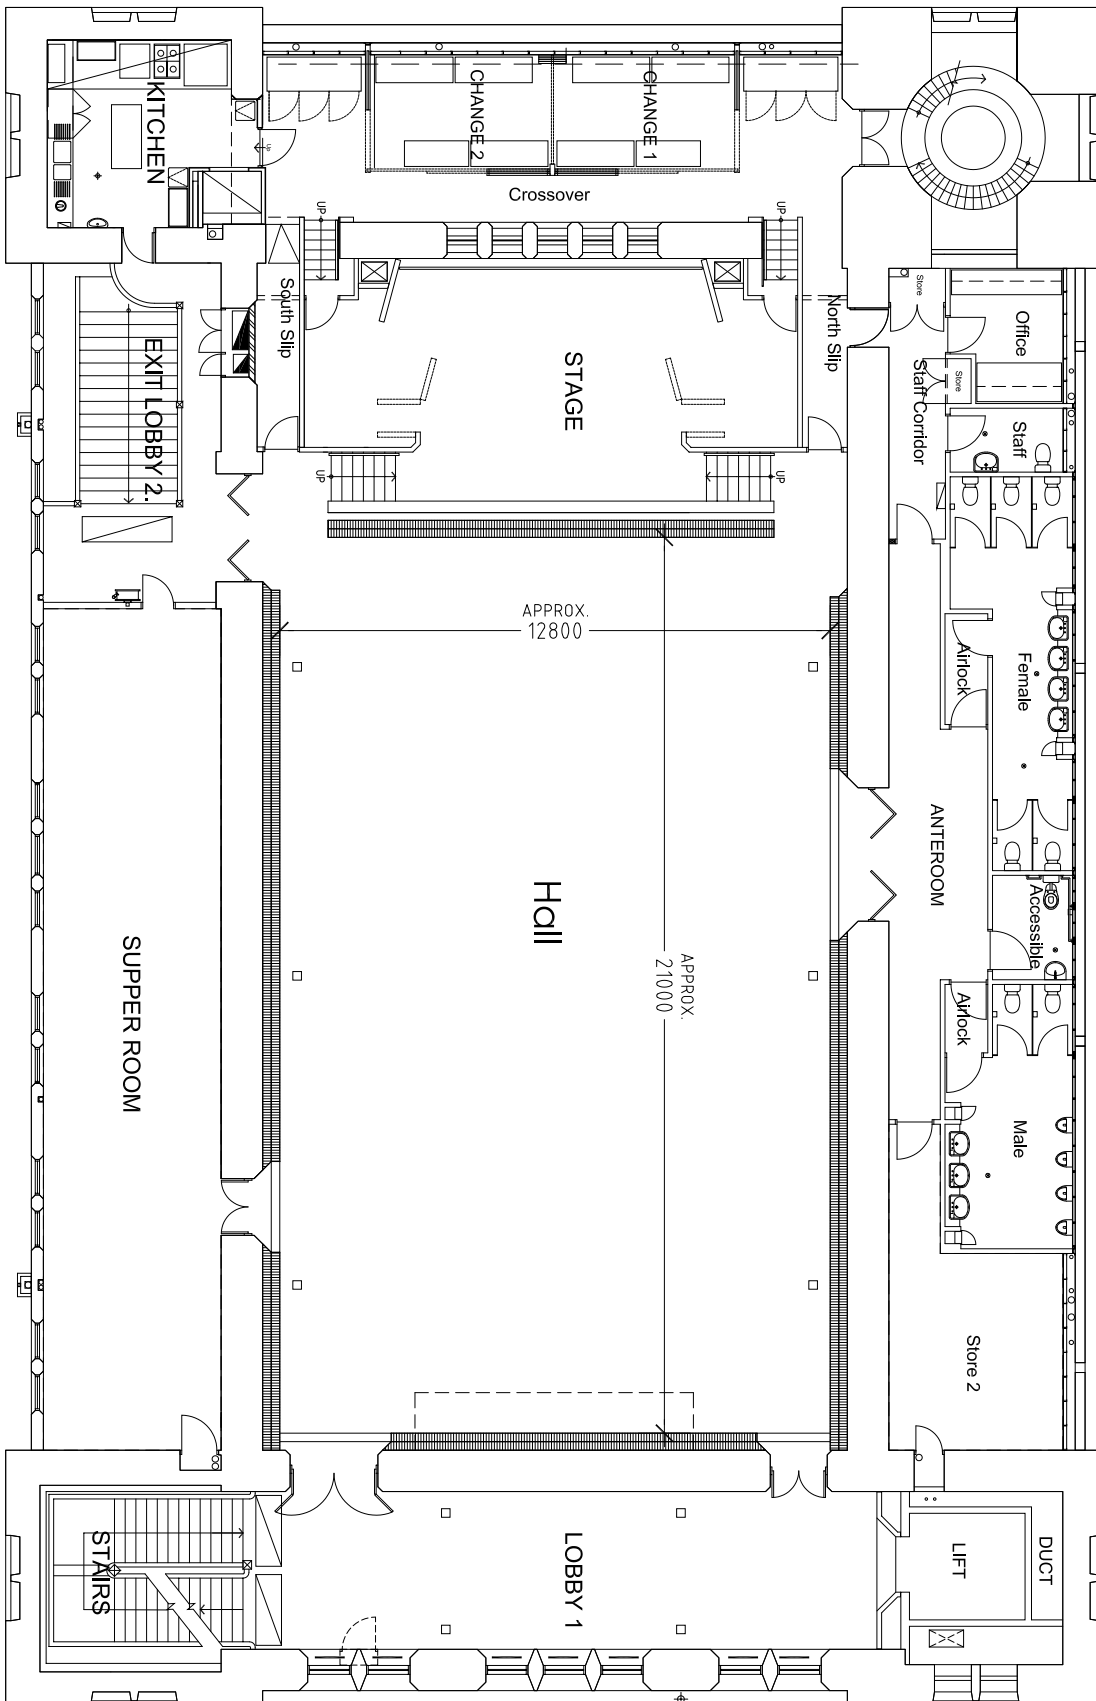 KITCHEN
Up
CHANGE 2
CHANGE 1
Crossover
UP
UP
South Slip
North Slip
Store
Office
Store
Staff Corridor
Staff
STAGE
EXIT LOBBY 2.
UP
UP
APPROX.
12800
Airlock
Female
ANTEROOM
Hall
Accessible
SUPPER ROOM
APPROX.
21000
Airlock
Male
Store 2
STAIRS
LOBBY 1
LIFT
DUCT